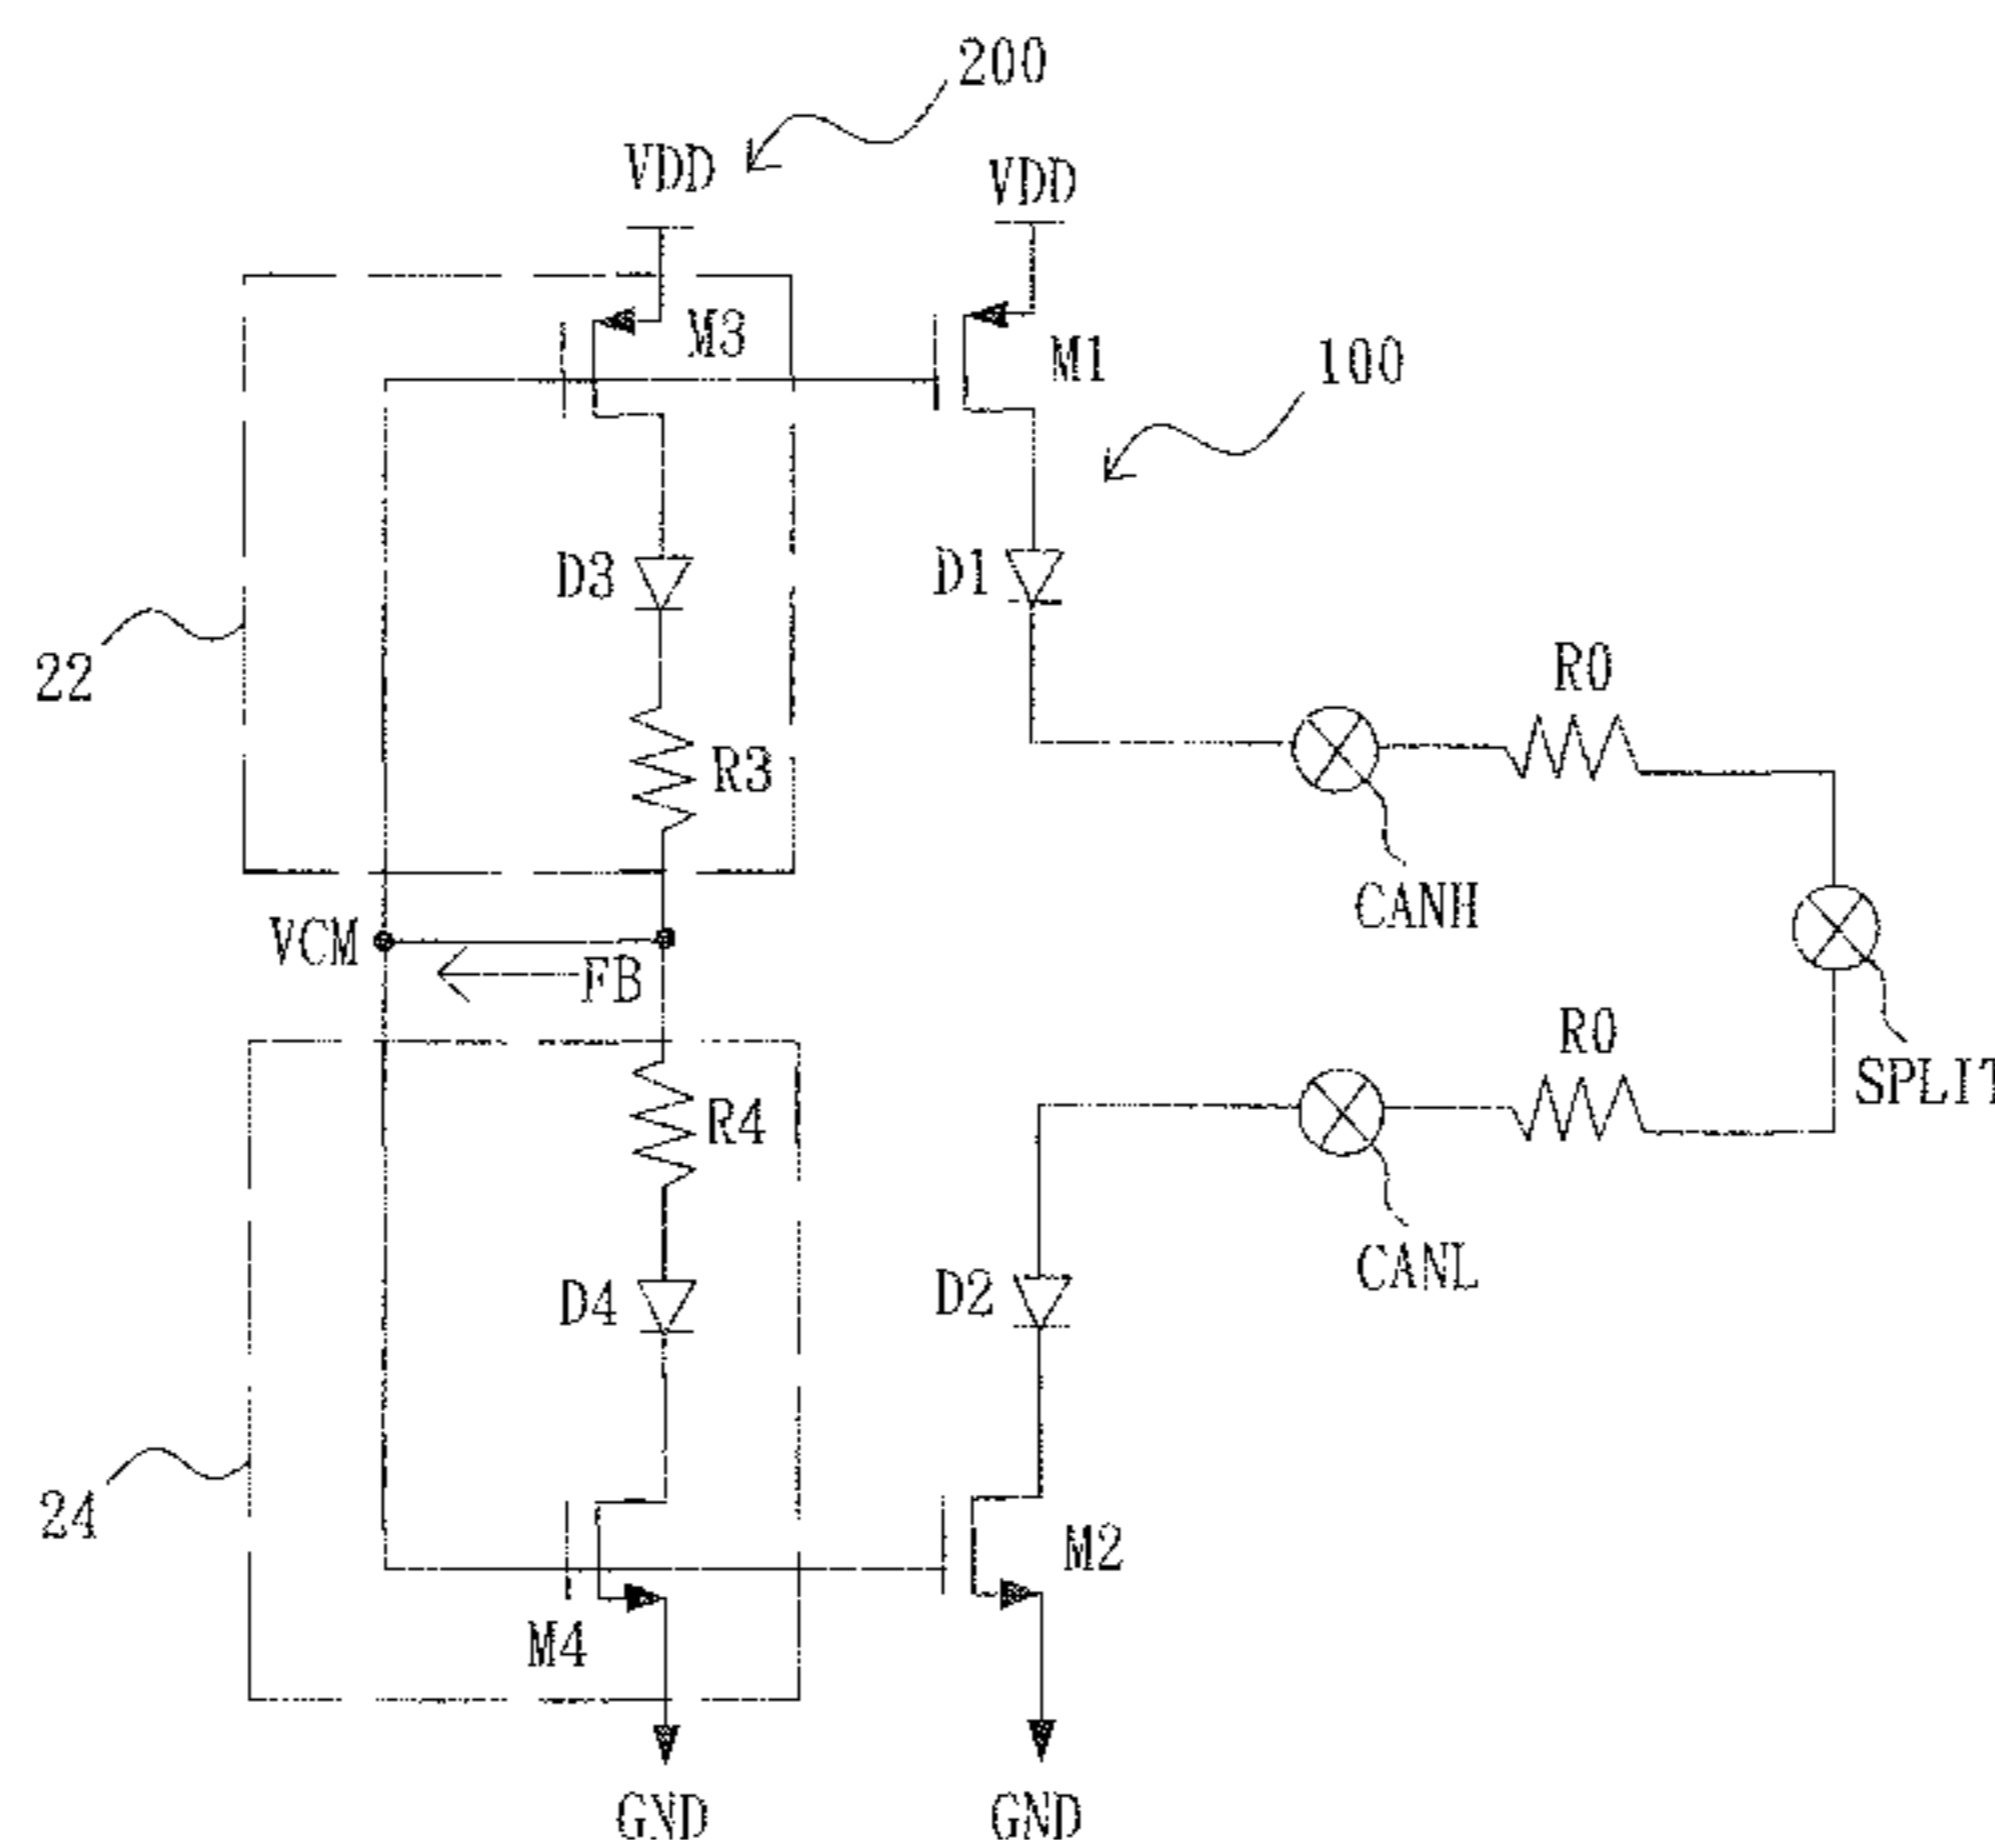 200
VDD
VDD
M3
M1
100
D3
D1
22
R0
R3
CANH
VCM
FB
R0
R4
SPLIT
CANL
D4
D2
24
M2
M4
GND
GND